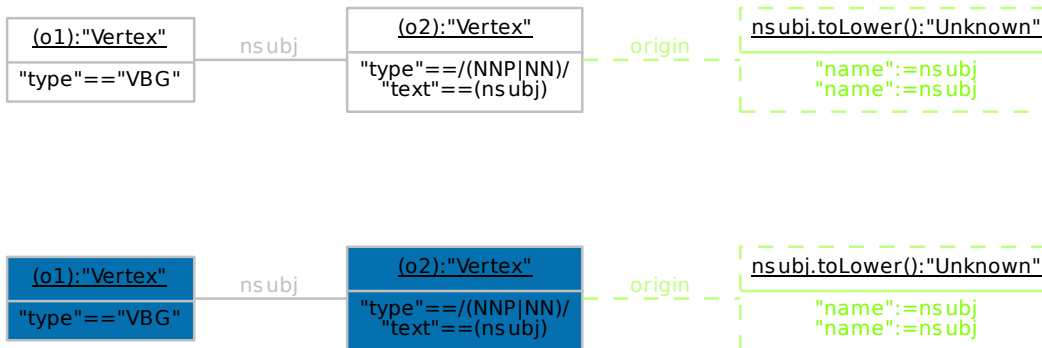 (o1):"Vertex"
"type"=="VBG"
nsubj
(o2):"Vertex"
"type"==/(NNP|NN)/
"text"==(nsubj)
origin
nsubj.toLower():"Unknown"
"name":=nsubj
"name":=nsubj
(o1):"Vertex"
"type"=="VBG"
nsubj
(o2):"Vertex"
"type"==/(NNP|NN)/
"text"==(nsubj)
origin
nsubj.toLower():"Unknown"
"name":=nsubj
"name":=nsubj